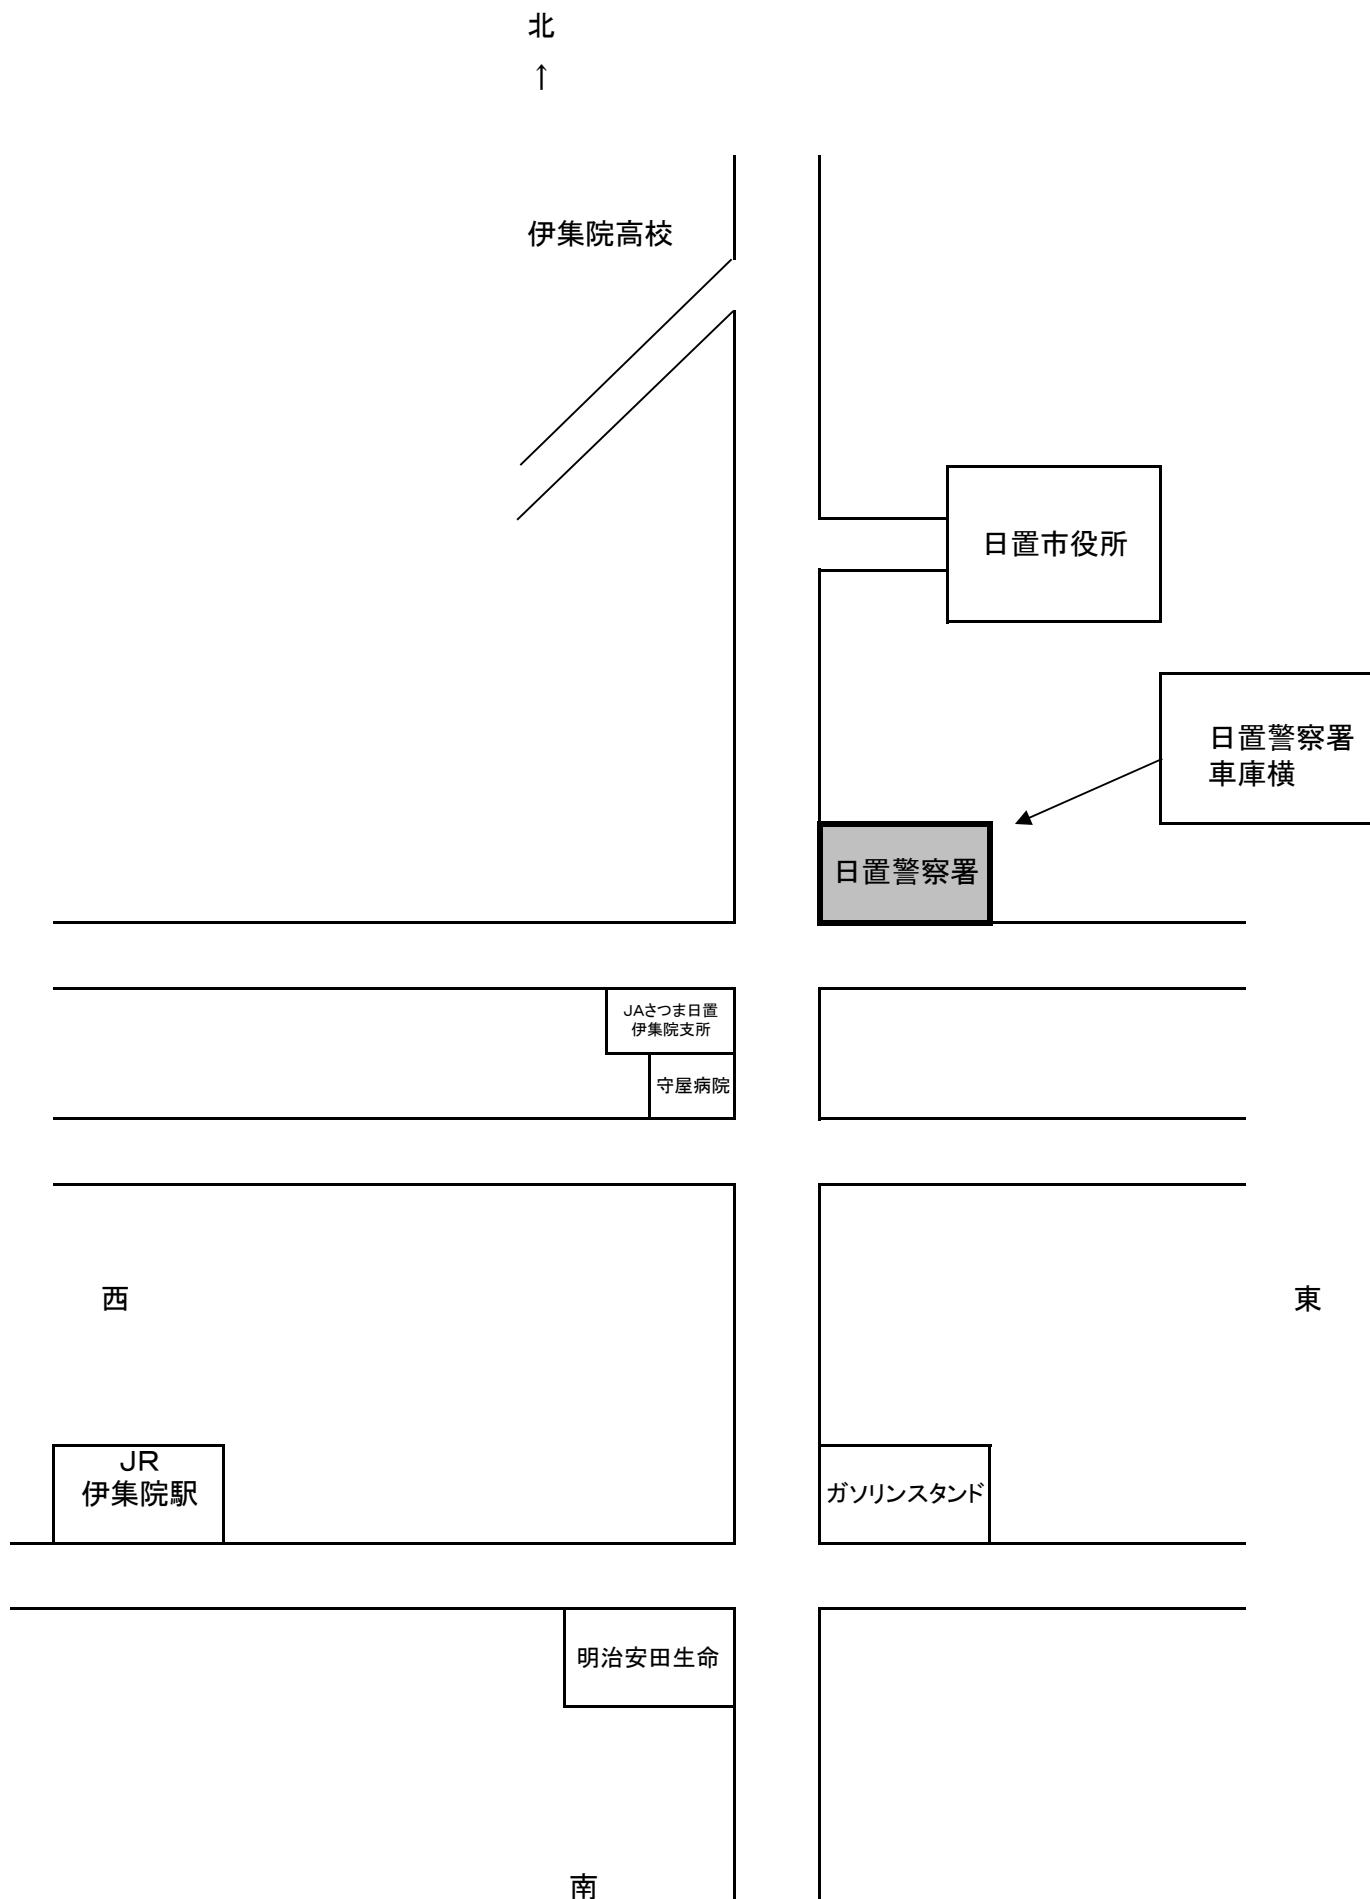 北
↑
伊集院高校
日置市役所
日置警察署
車庫横
日置警察署
JAさつま日置
伊集院支所
守屋病院
西
東
JR
伊集院駅
ガソリンスタンド
明治安田生命
南